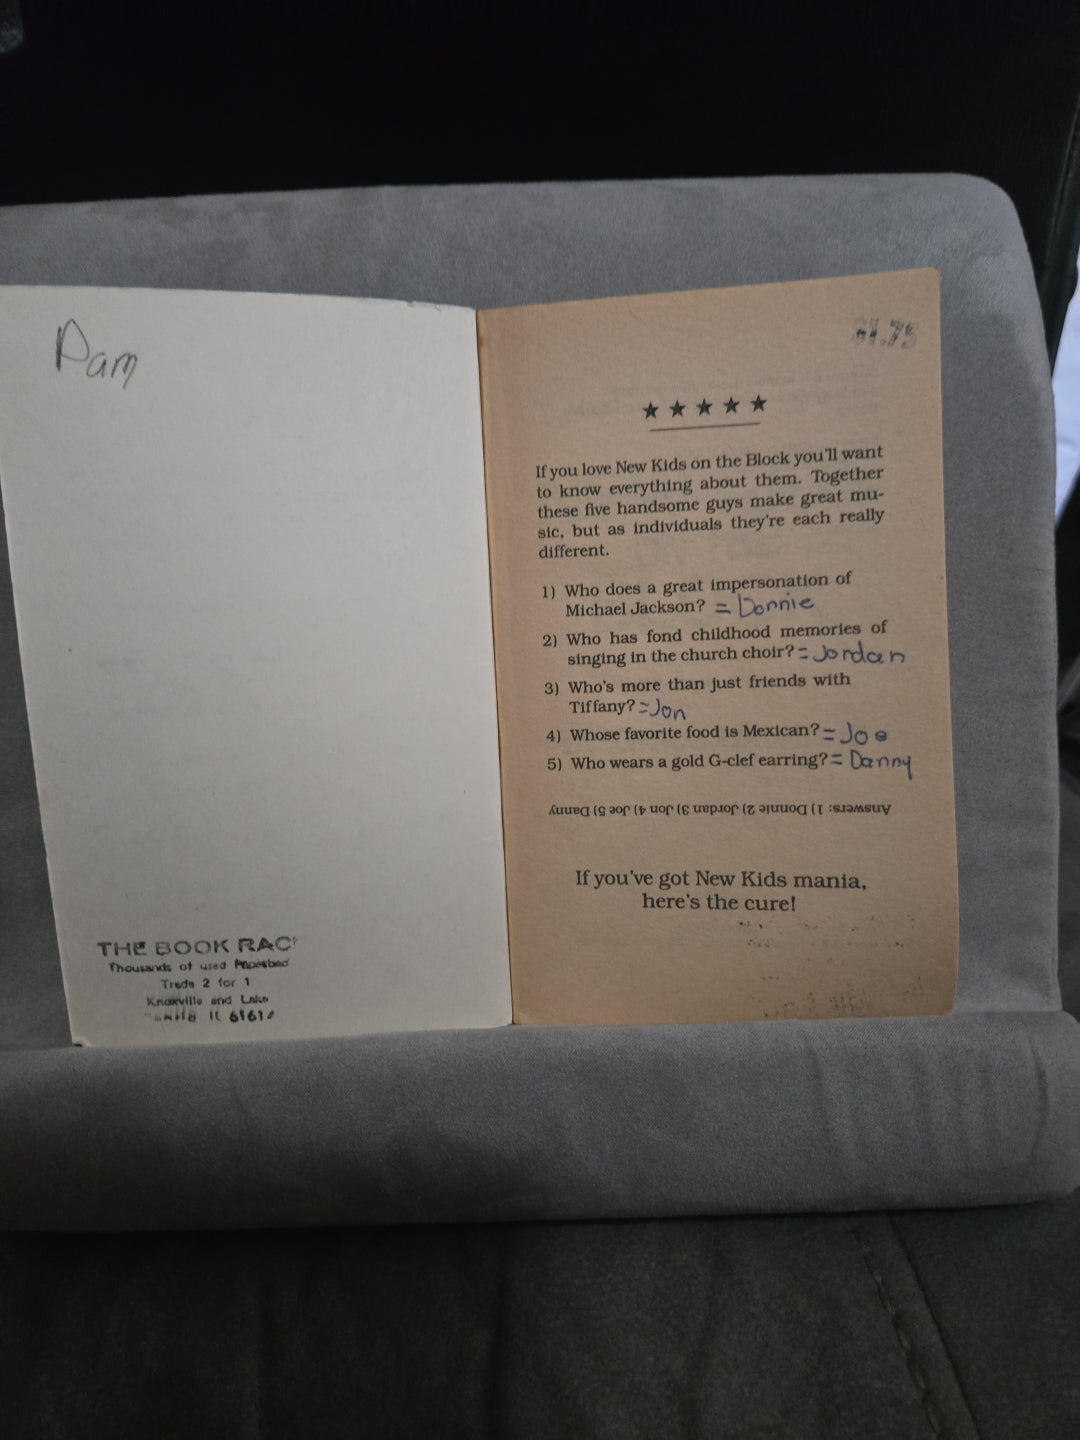 Pam
THE BOOK RAC
Thousands of used
Trade 2 for 1
Knoxville and Lake
IL 61614
$1.75
★ ★ ★ ★ ★
If you love New Kids on the Block you'll want
to know everything about them. Together
these five handsome guys make great mu-
sic, but as individuals they're each really
different.
1) Who does a great impersonation of
Michael Jackson? = Donnie
2) Who has fond childhood memories of
singing in the church choir? = Jordan
3) Who's more than just friends with
Tiffany? = Jon
4) Whose favorite food is Mexican? = Joe
5) Who wears a gold G-clef earring? = Danny
Answers: 1) Donnie 2) Jordan 3) Jon 4) Joe 5) Danny
If you've got New Kids mania,
here's the cure!